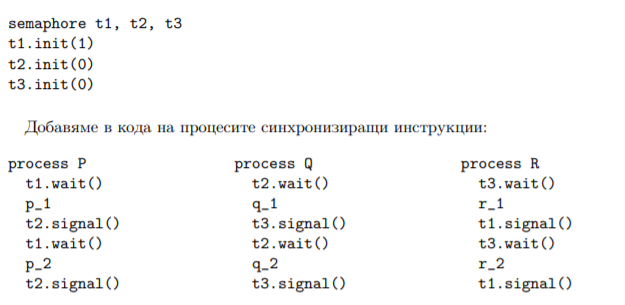 semaphore t1, t2, t3
t1.init(1)
t2.init(0)
t3.init(0)
Добавяме в кода на процесите синхронизиращи инструкции:
process P process Q process R
t1.wait() t2.wait() t3.wait()
p_1 q_1 r_1
t2.signal() t3.signal() t1.signal()
t1.wait() t2.wait() t3.wait()
p_2 q_2 r_2
t2.signal() t3.signal() t1.signal()